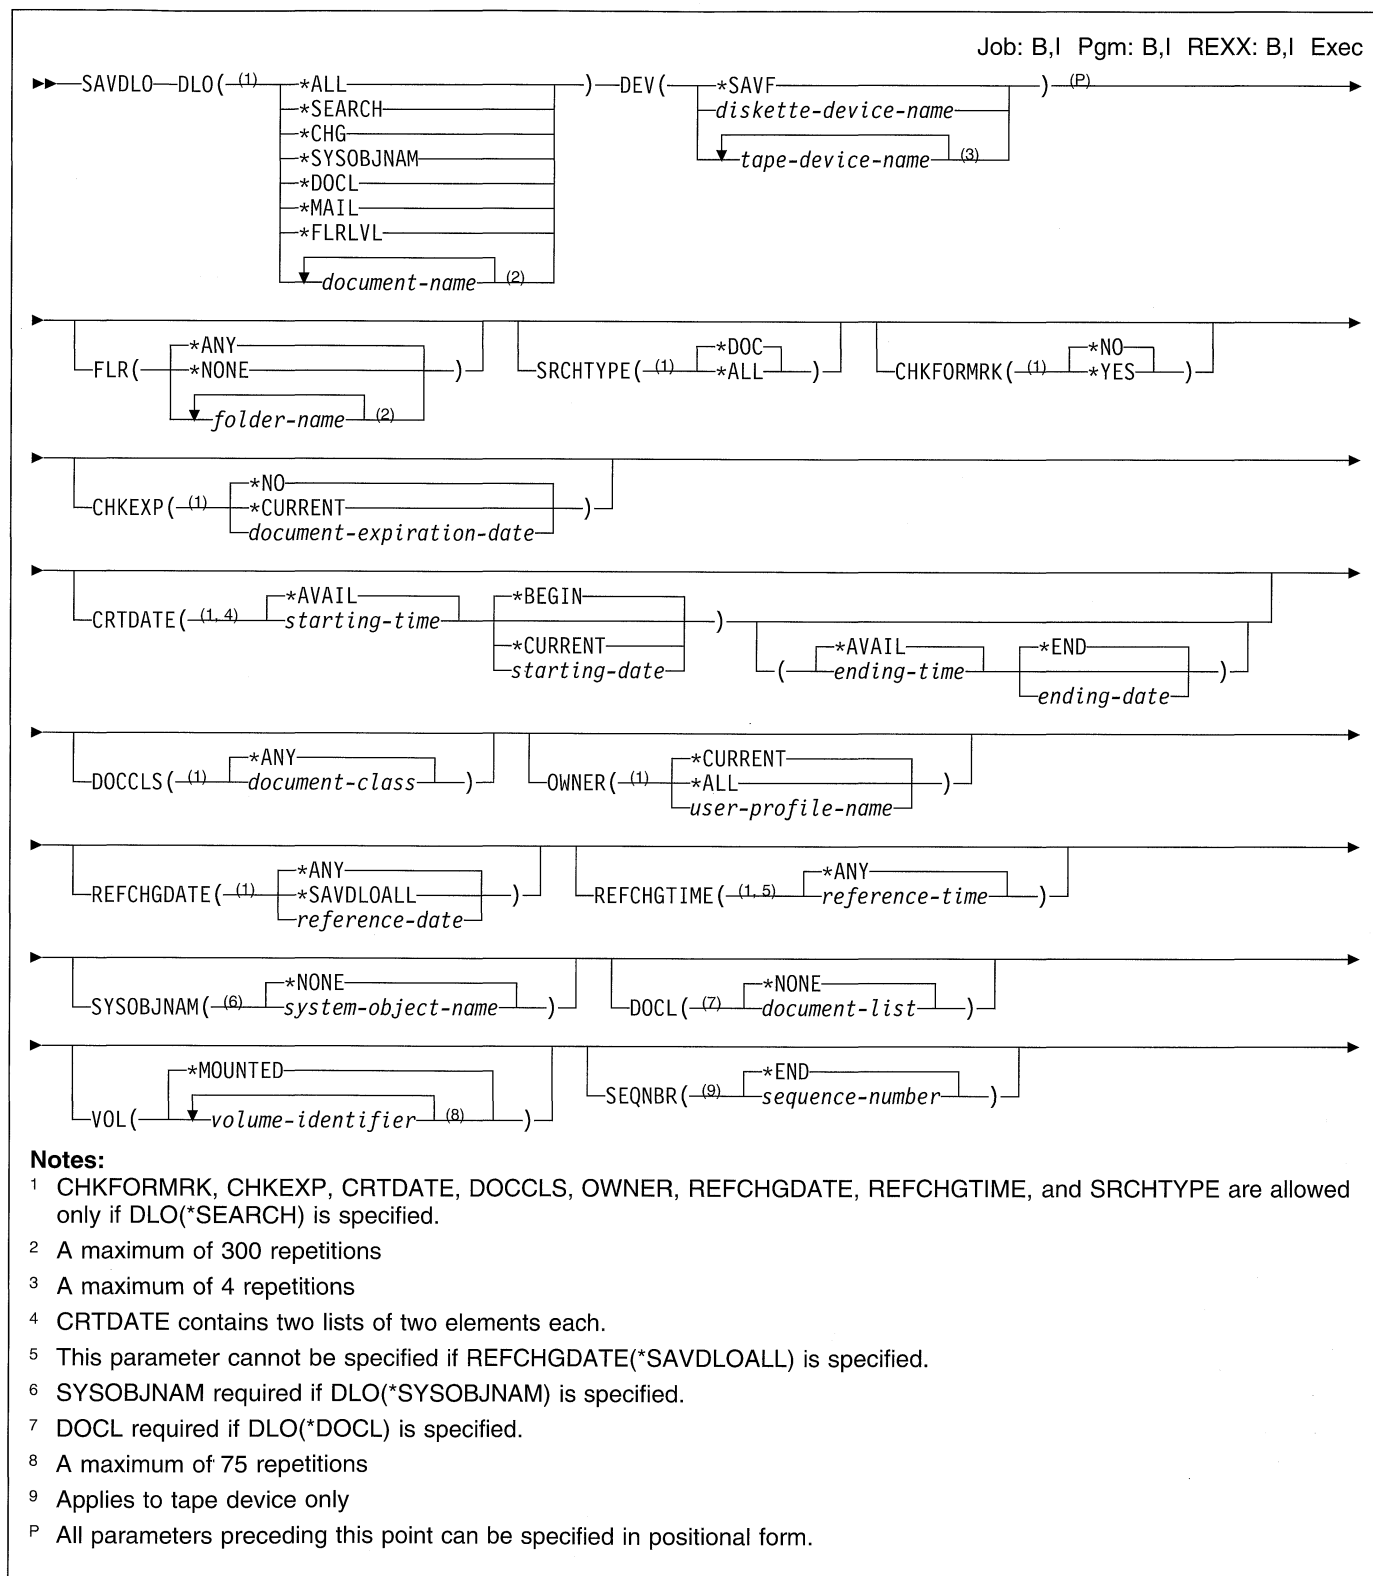 Job: B,I Pgm: B,I REXX: B,I Exec
SAVDLO DLO( (1) *ALL ) DEV( *SAVF ) (P)
*SEARCH diskette-device-name
*CHG
*SYSOBJNAM tape-device-name (3)
*DOCL
*MAIL
*FLRLVL
document-name (2)
*ANY *DOC *NO
FLR( *NONE ) SRCHTYPE( (1) *ALL ) CHKFORMRK( (1) *YES )
folder-name (2)
*NO
CHKEXP( (1) *CURRENT )
document-expiration-date
*AVAIL *BEGIN
CRTDATE( (1, 4) starting-time )
*CURRENT *AVAIL *END
starting-date ( ending-time )
ending-date
*ANY *CURRENT
DOCCLS( (1) document-class ) OWNER( (1) *ALL )
user-profile-name
*ANY *ANY
REFCHGDATE( (1) *SAVDLOALL ) REFCHGTIME( (1, 5) reference-time )
reference-date
*NONE *NONE
SYSOBJNAM( (6) system-object-name ) DOCL( (7) document-list )
*MOUNTED *END
SEQNBR( (9) sequence-number )
VOL( volume-identifier (8) )
Notes:
1 CHKFORMRK, CHKEXP, CRTDATE, DOCCLS, OWNER, REFCHGDATE, REFCHGTIME, and SRCHTYPE are allowed
only if DLO(*SEARCH) is specified.
2 A maximum of 300 repetitions
3 A maximum of 4 repetitions
4 CRTDATE contains two lists of two elements each.
5 This parameter cannot be specified if REFCHGDATE(*SAVDLOALL) is specified.
6 SYSOBJNAM required if DLO(*SYSOBJNAM) is specified.
7 DOCL required if DLO(*DOCL) is specified.
8 A maximum of 75 repetitions
9 Applies to tape device only
P All parameters preceding this point can be specified in positional form.